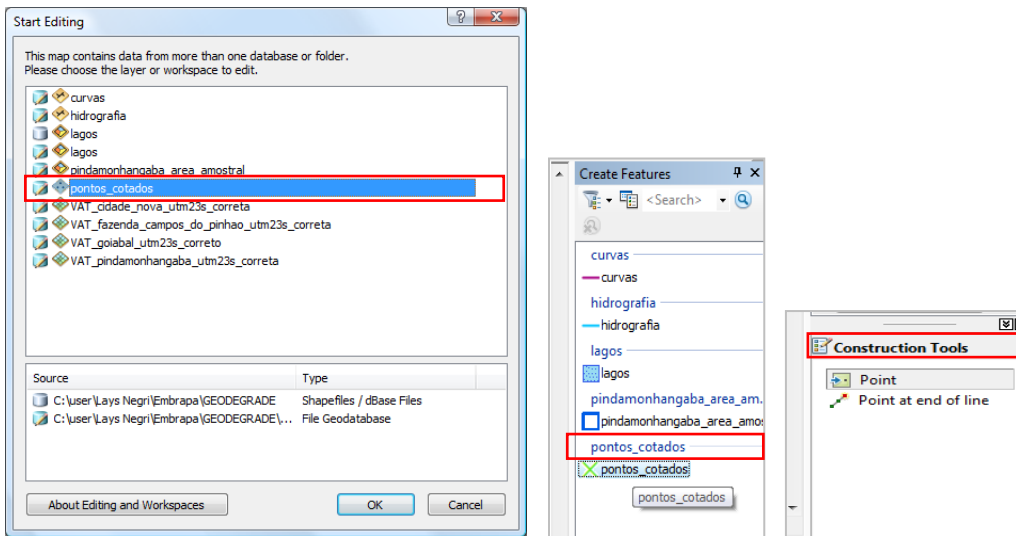 Start Editing
This map contains data from more than one database or folder.
Please choose the layer or workspace to edit.
curvas
hidrografia
lagos
lagos
pindamonhangaba_area_amostral
pontos_cotados
VAT_cidade_nova_utm23s_correta
VAT_fazenda_campos_do_pinhao_utm23s_correta
VAT_goiabal_utm23s_correto
VAT_pindamonhangaba_utm23s_correta
Source Type
C:\user\Lays Negri\Embrapa\GEODEGRADE Shapefiles / dBase Files
C:\user\Lays Negri\Embrapa\GEODEGRADE\... File Geodatabase
About Editing and Workspaces OK Cancel
Create Features
<Search>
curvas
curvas
hidrografia
hidrografia
lagos
lagos
pindamonhangaba_area_am.
pindamonhangaba_area_amo
pontos_cotados
pontos_cotados
pontos_cotados
Construction Tools
Point
Point at end of line